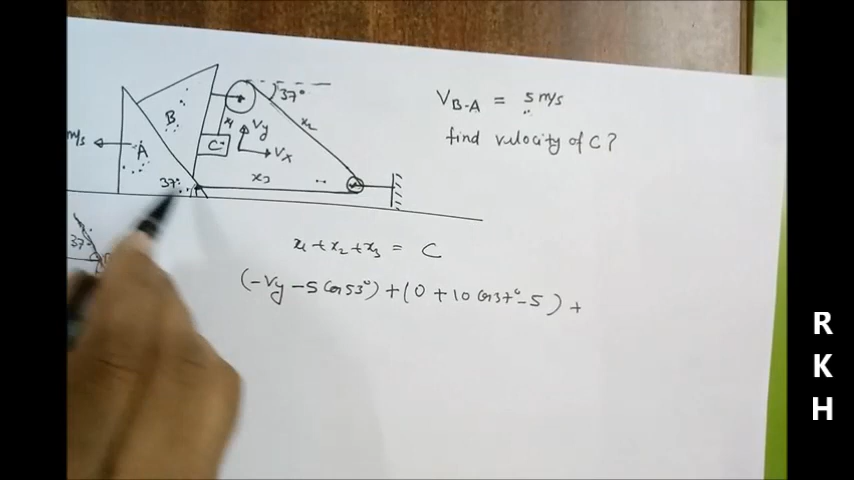 V_B-A = 5 m/s
find velocity of C?
37°
B
x1
x2
Vy
C
Vx
m/s
A
37°
x3
37°
x1 + x2 + x3 = C
(-Vy - 5 Cos 53°) + (0 + 10 Cos 37° - 5) +
R
K
H